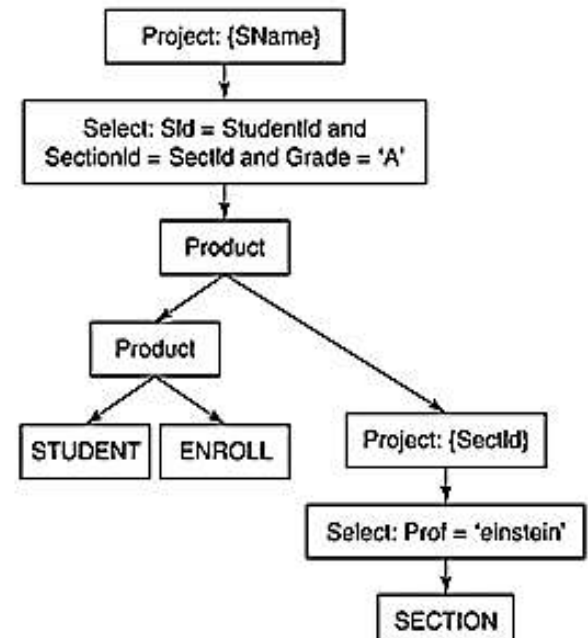 Project: {SName}
Select: SId = StudentId and
SectionId = SectId and Grade = ‘A’
Product
Product
STUDENT
ENROLL
Project: {SectId}
Select: Prof = ‘einstein’
SECTION